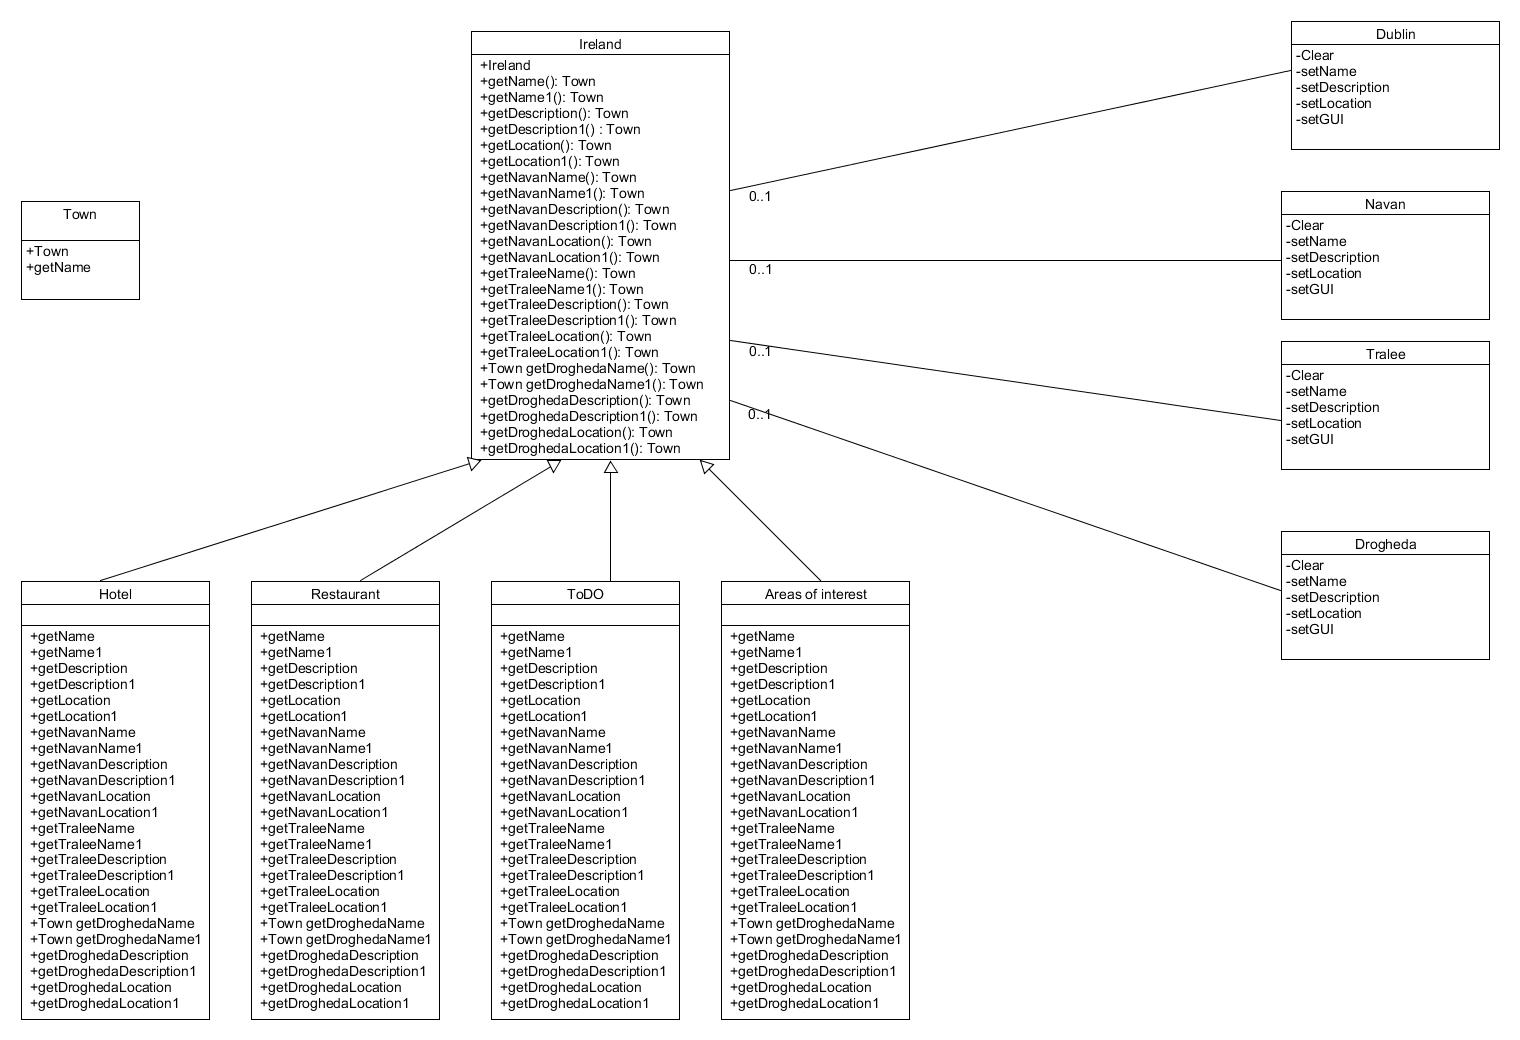 Ireland
+Ireland
+getName(): Town
+getName1(): Town
+getDescription(): Town
+getDescription1() : Town
+getLocation(): Town
+getLocation1(): Town
+getNavanName(): Town
+getNavanName1(): Town
+getNavanDescription(): Town
+getNavanDescription1(): Town
+getNavanLocation(): Town
+getNavanLocation1(): Town
+getTraleeName(): Town
+getTraleeName1(): Town
+getTraleeDescription(): Town
+getTraleeDescription1(): Town
+getTraleeLocation(): Town
+getTraleeLocation1(): Town
+Town getDroghedaName(): Town
+Town getDroghedaName1(): Town
+getDroghedaDescription(): Town
+getDroghedaDescription1(): Town
+getDroghedaLocation(): Town
+getDroghedaLocation1(): Town
0..1
0..1
0..1
0..1
Dublin
-Clear
-setName
-setDescription
-setLocation
-setGUI
Navan
-Clear
-setName
-setDescription
-setLocation
-setGUI
Tralee
-Clear
-setName
-setDescription
-setLocation
-setGUI
Drogheda
-Clear
-setName
-setDescription
-setLocation
-setGUI
Town
+Town
+getName
Hotel
+getName
+getName1
+getDescription
+getDescription1
+getLocation
+getLocation1
+getNavanName
+getNavanName1
+getNavanDescription
+getNavanDescription1
+getNavanLocation
+getNavanLocation1
+getTraleeName
+getTraleeName1
+getTraleeDescription
+getTraleeDescription1
+getTraleeLocation
+getTraleeLocation1
+Town getDroghedaName
+Town getDroghedaName1
+getDroghedaDescription
+getDroghedaDescription1
+getDroghedaLocation
+getDroghedaLocation1
Restaurant
+getName
+getName1
+getDescription
+getDescription1
+getLocation
+getLocation1
+getNavanName
+getNavanName1
+getNavanDescription
+getNavanDescription1
+getNavanLocation
+getNavanLocation1
+getTraleeName
+getTraleeName1
+getTraleeDescription
+getTraleeDescription1
+getTraleeLocation
+getTraleeLocation1
+Town getDroghedaName
+Town getDroghedaName1
+getDroghedaDescription
+getDroghedaDescription1
+getDroghedaLocation
+getDroghedaLocation1
ToDO
+getName
+getName1
+getDescription
+getDescription1
+getLocation
+getLocation1
+getNavanName
+getNavanName1
+getNavanDescription
+getNavanDescription1
+getNavanLocation
+getNavanLocation1
+getTraleeName
+getTraleeName1
+getTraleeDescription
+getTraleeDescription1
+getTraleeLocation
+getTraleeLocation1
+Town getDroghedaName
+Town getDroghedaName1
+getDroghedaDescription
+getDroghedaDescription1
+getDroghedaLocation
+getDroghedaLocation1
Areas of interest
+getName
+getName1
+getDescription
+getDescription1
+getLocation
+getLocation1
+getNavanName
+getNavanName1
+getNavanDescription
+getNavanDescription1
+getNavanLocation
+getNavanLocation1
+getTraleeName
+getTraleeName1
+getTraleeDescription
+getTraleeDescription1
+getTraleeLocation
+getTraleeLocation1
+Town getDroghedaName
+Town getDroghedaName1
+getDroghedaDescription
+getDroghedaDescription1
+getDroghedaLocation
+getDroghedaLocation1